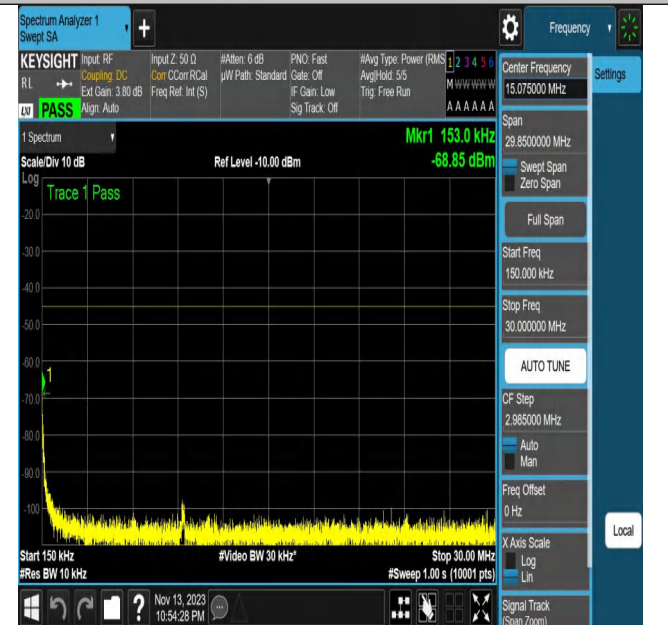 Spectrum Analyzer 1
Swept SA
+
Frequency
KEYSIGHT
RL
LXI
PASS
Input: RF
Coupling: DC
Ext Gain: 3.80 dB
Align: Auto
Input Z: 50 Ω
Corr CCorr RCal
Freq Ref: Int (S)
#Atten: 6 dB
µW Path: Standard
PNO: Fast
Gate: Off
IF Gain: Low
Sig Track: Off
#Avg Type: Power (RMS
Avg|Hold: 5/5
Trig: Free Run
1 2 3 4 5 6
M W W W W W
A A A A A A
1 Spectrum
Scale/Div 10 dB
Ref Level -10.00 dBm
Mkr1 153.0 kHz
-68.85 dBm
Log
Trace 1 Pass
-20.0
-30.0
-40.0
-50.0
-60.0
-70.0
-80.0
-90.0
-100
1
Start 150 kHz
#Video BW 30 kHz*
Stop 30.00 MHz
#Res BW 10 kHz
#Sweep 1.00 s (10001 pts)
Nov 13, 2023
10:54:28 PM
?
Center Frequency
15.075000 MHz
Settings
Span
29.8500000 MHz
Swept Span
Zero Span
Full Span
Start Freq
150.000 kHz
Stop Freq
30.000000 MHz
AUTO TUNE
CF Step
2.985000 MHz
Auto
Man
Freq Offset
0 Hz
X Axis Scale
Log
Lin
Local
Signal Track
(Span Zoom)